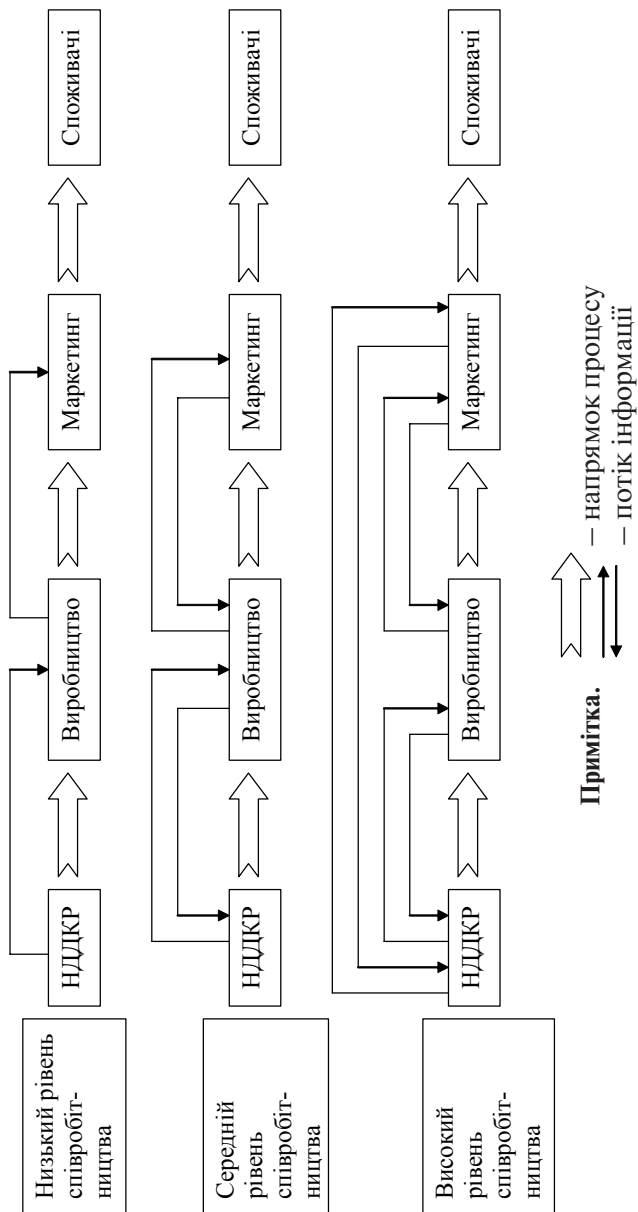 Низький рівень
співробіт-
ництва
НДДКР
Виробництво
Маркетинг
Споживачі
Середній
рівень
співробіт-
ництва
НДДКР
Виробництво
Маркетинг
Споживачі
Високий
рівень
співробіт-
ництва
НДДКР
Виробництво
Маркетинг
Споживачі
Примітка.
– напрямок процесу
– потік інформації